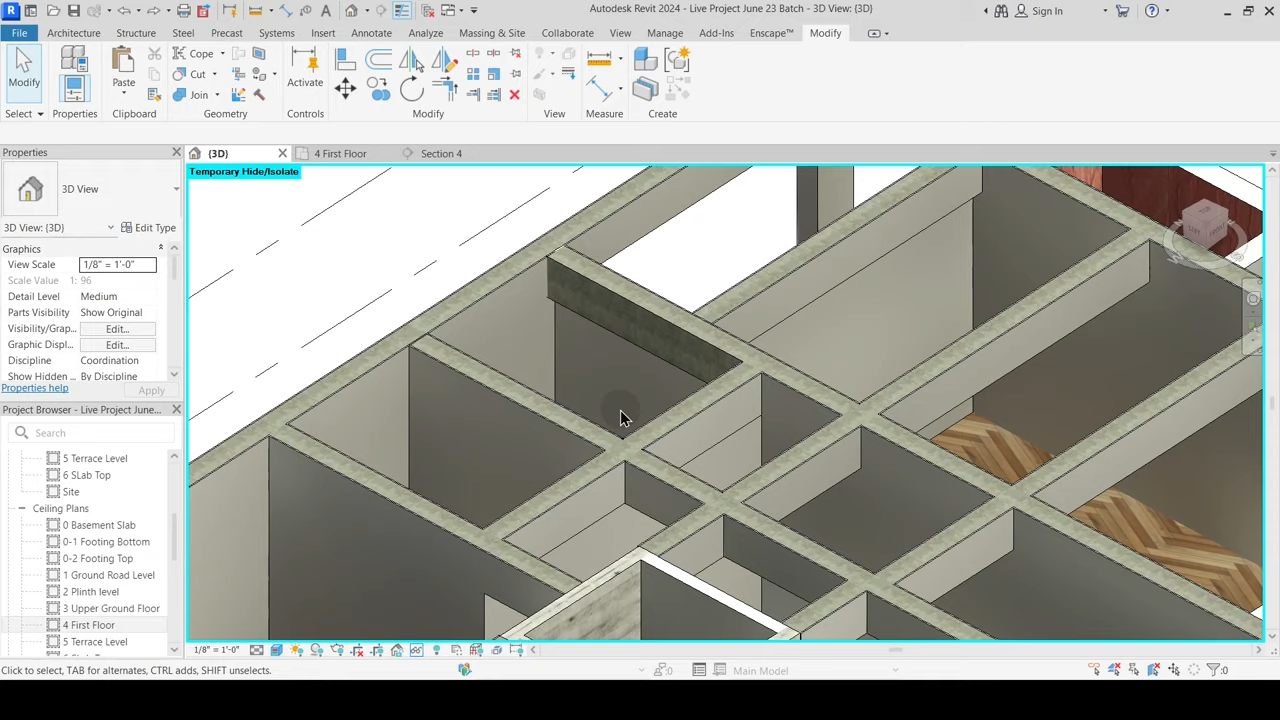 Autodesk Revit 2024 - Live Project June 23 Batch - 3D View: {3D}
Sign In
File Architecture Structure Steel Precast Systems Insert Annotate Analyze Massing & Site Collaborate View Manage Add-Ins Enscape™ Modify
Modify
Paste
Cope
Cut
Join
Activate
Select
Properties
Clipboard
Geometry
Controls
Modify
View
Measure
Create
Properties
{3D}
4 First Floor
Section 4
Temporary Hide/Isolate
3D View
3D View: {3D}
Edit Type
Graphics
View Scale 1/8" = 1'-0"
Scale Value 1: 96
Detail Level Medium
Parts Visibility Show Original
Visibility/Grap... Edit...
Graphic Displ... Edit...
Discipline Coordination
Show Hidden By Discipline
Properties help
Apply
Project Browser - Live Project June...
Search
5 Terrace Level
6 SLab Top
Site
Ceiling Plans
0 Basement Slab
0-1 Footing Bottom
0-2 Footing Top
1 Ground Road Level
2 Plinth level
3 Upper Ground Floor
4 First Floor
5 Terrace Level
TOP
LEFT
FRONT
1/8" = 1'-0"
Click to select, TAB for alternates, CTRL adds, SHIFT unselects.
:0
Main Model
:0